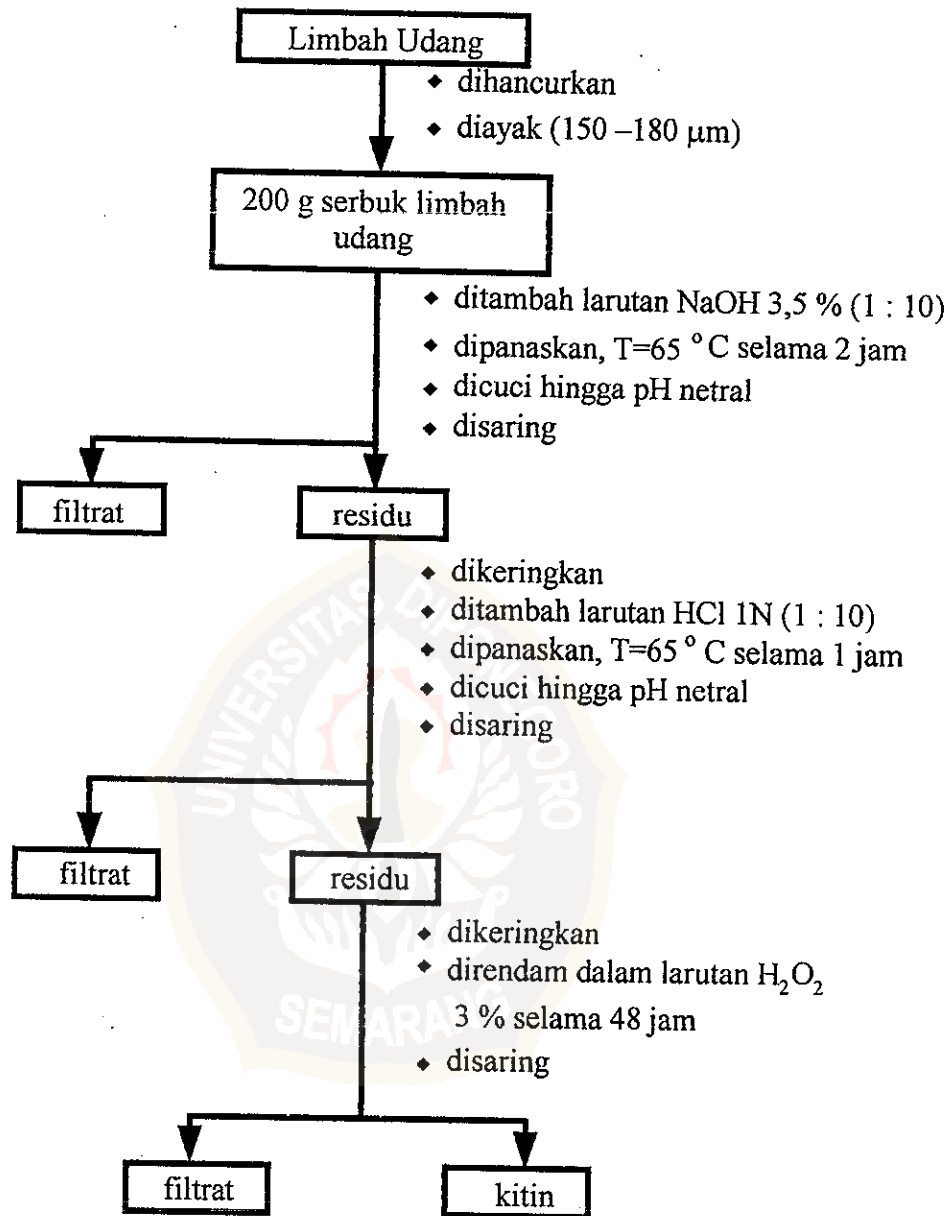 Limbah Udang
◆ dihancurkan
◆ diayak (150 –180 μm)
200 g serbuk limbah
udang
◆ ditambah larutan NaOH 3,5 % (1 : 10)
◆ dipanaskan, T=65 °C selama 2 jam
◆ dicuci hingga pH netral
◆ disaring
filtrat
residu
◆ dikeringkan
◆ ditambah larutan HCl 1N (1 : 10)
◆ dipanaskan, T=65 ° C selama 1 jam
◆ dicuci hingga pH netral
◆ disaring
filtrat
residu
◆ dikeringkan
◆ direndam dalam larutan H₂O₂
3 % selama 48 jam
◆ disaring
filtrat
kitin
UNIVERSITAS DIPONEGORO
SEMARANG